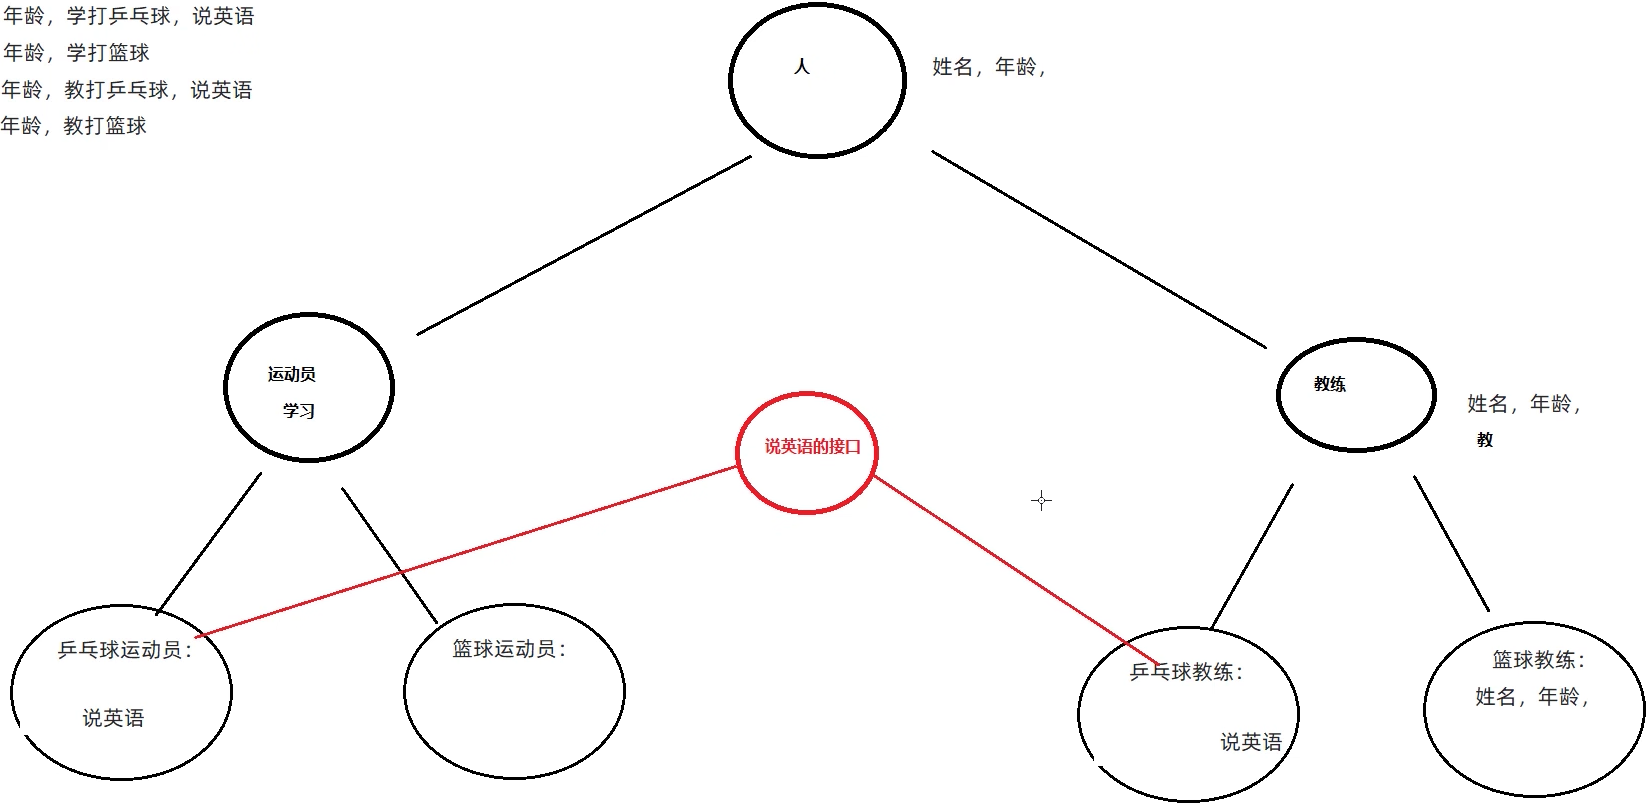 年龄，学打乒乓球，说英语
年龄，学打篮球
年龄，教打乒乓球，说英语
年龄，教打篮球
人
姓名，年龄，
运动员
学习
教练
姓名，年龄，
教
说英语的接口
乒乓球运动员：
说英语
篮球运动员：
乒乓球教练：
说英语
篮球教练：
姓名，年龄，